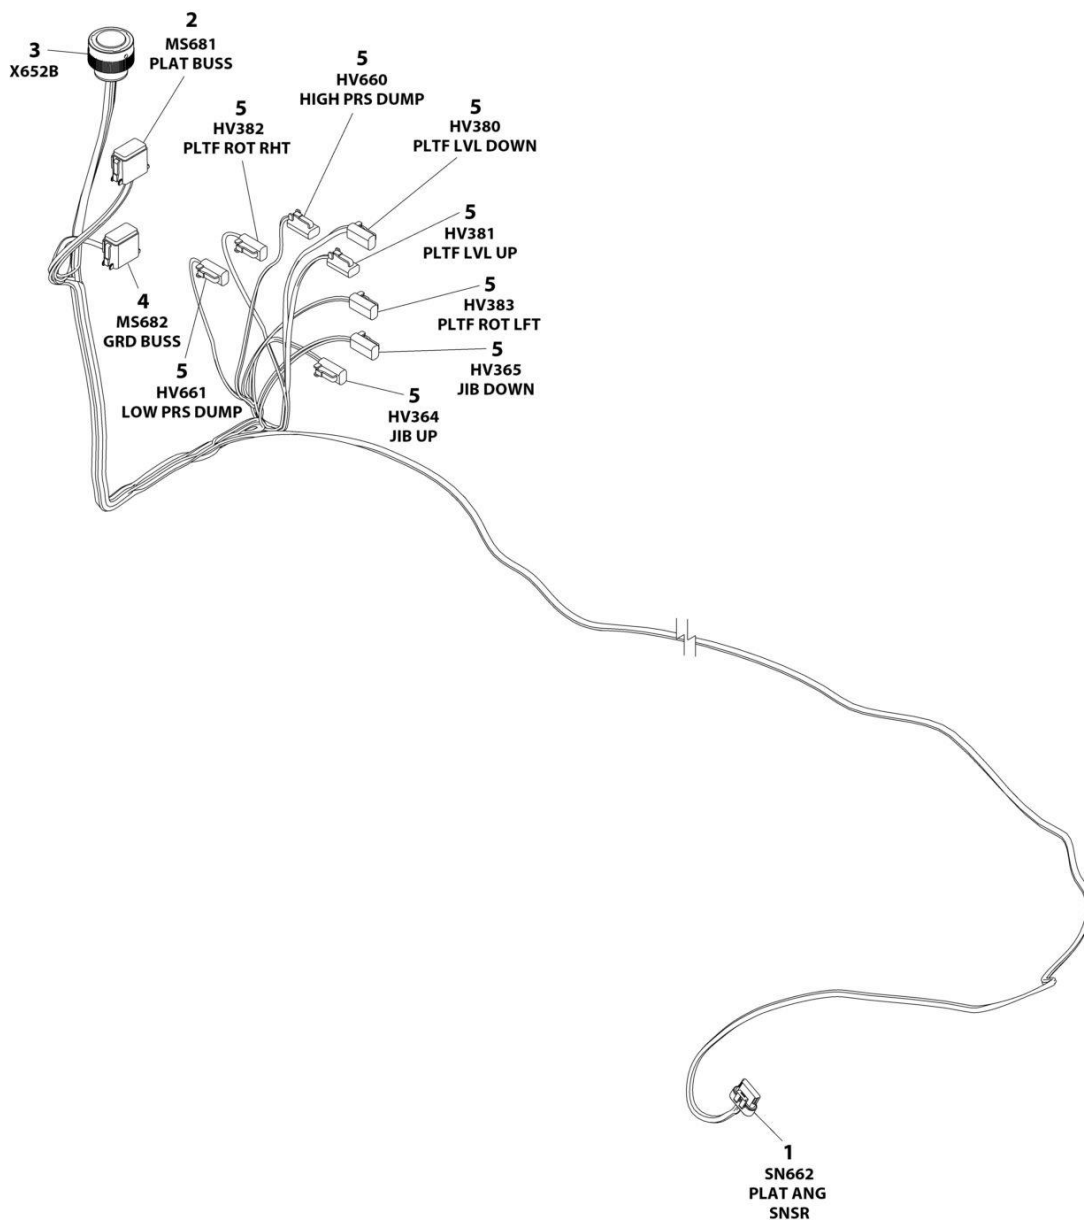 2
MS681
PLAT BUSS
3
X652B
5
HV660
HIGH PRS DUMP
5
HV382
PLTF ROT RHT
5
HV380
PLTF LVL DOWN
5
HV381
PLTF LVL UP
5
HV383
PLTF ROT LFT
4
MS682
GRD BUSS
5
HV365
JIB DOWN
5
HV661
LOW PRS DUMP
5
HV364
JIB UP
1
SN662
PLAT ANG
SNSR